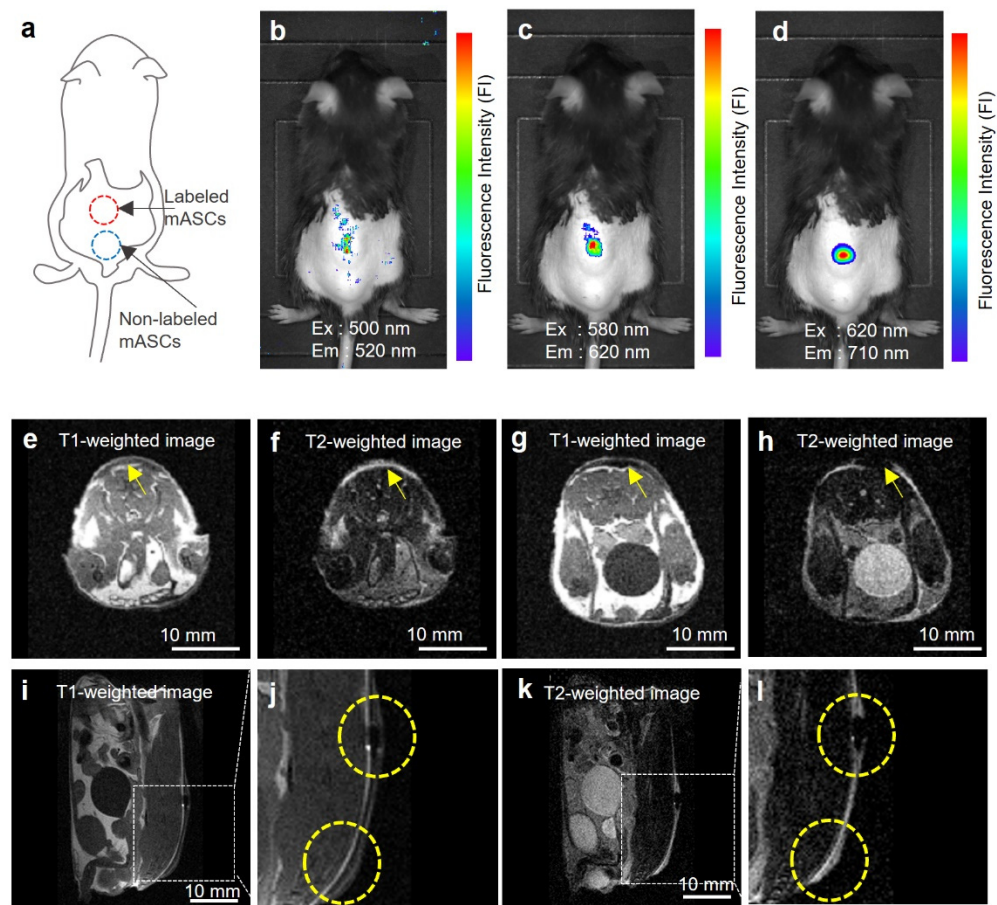 a
Labeled
mASCs
Non-labeled
mASCs
b
Ex : 500 nm
Em : 520 nm
Fluorescence Intensity (FI)
c
Ex : 580 nm
Em : 620 nm
Fluorescence Intensity (FI)
d
Ex : 620 nm
Em : 710 nm
Fluorescence Intensity (FI)
e
T1-weighted image
10 mm
f
T2-weighted image
10 mm
g
T1-weighted image
10 mm
h
T2-weighted image
10 mm
i
T1-weighted image
10 mm
j
k
T2-weighted image
10 mm
l